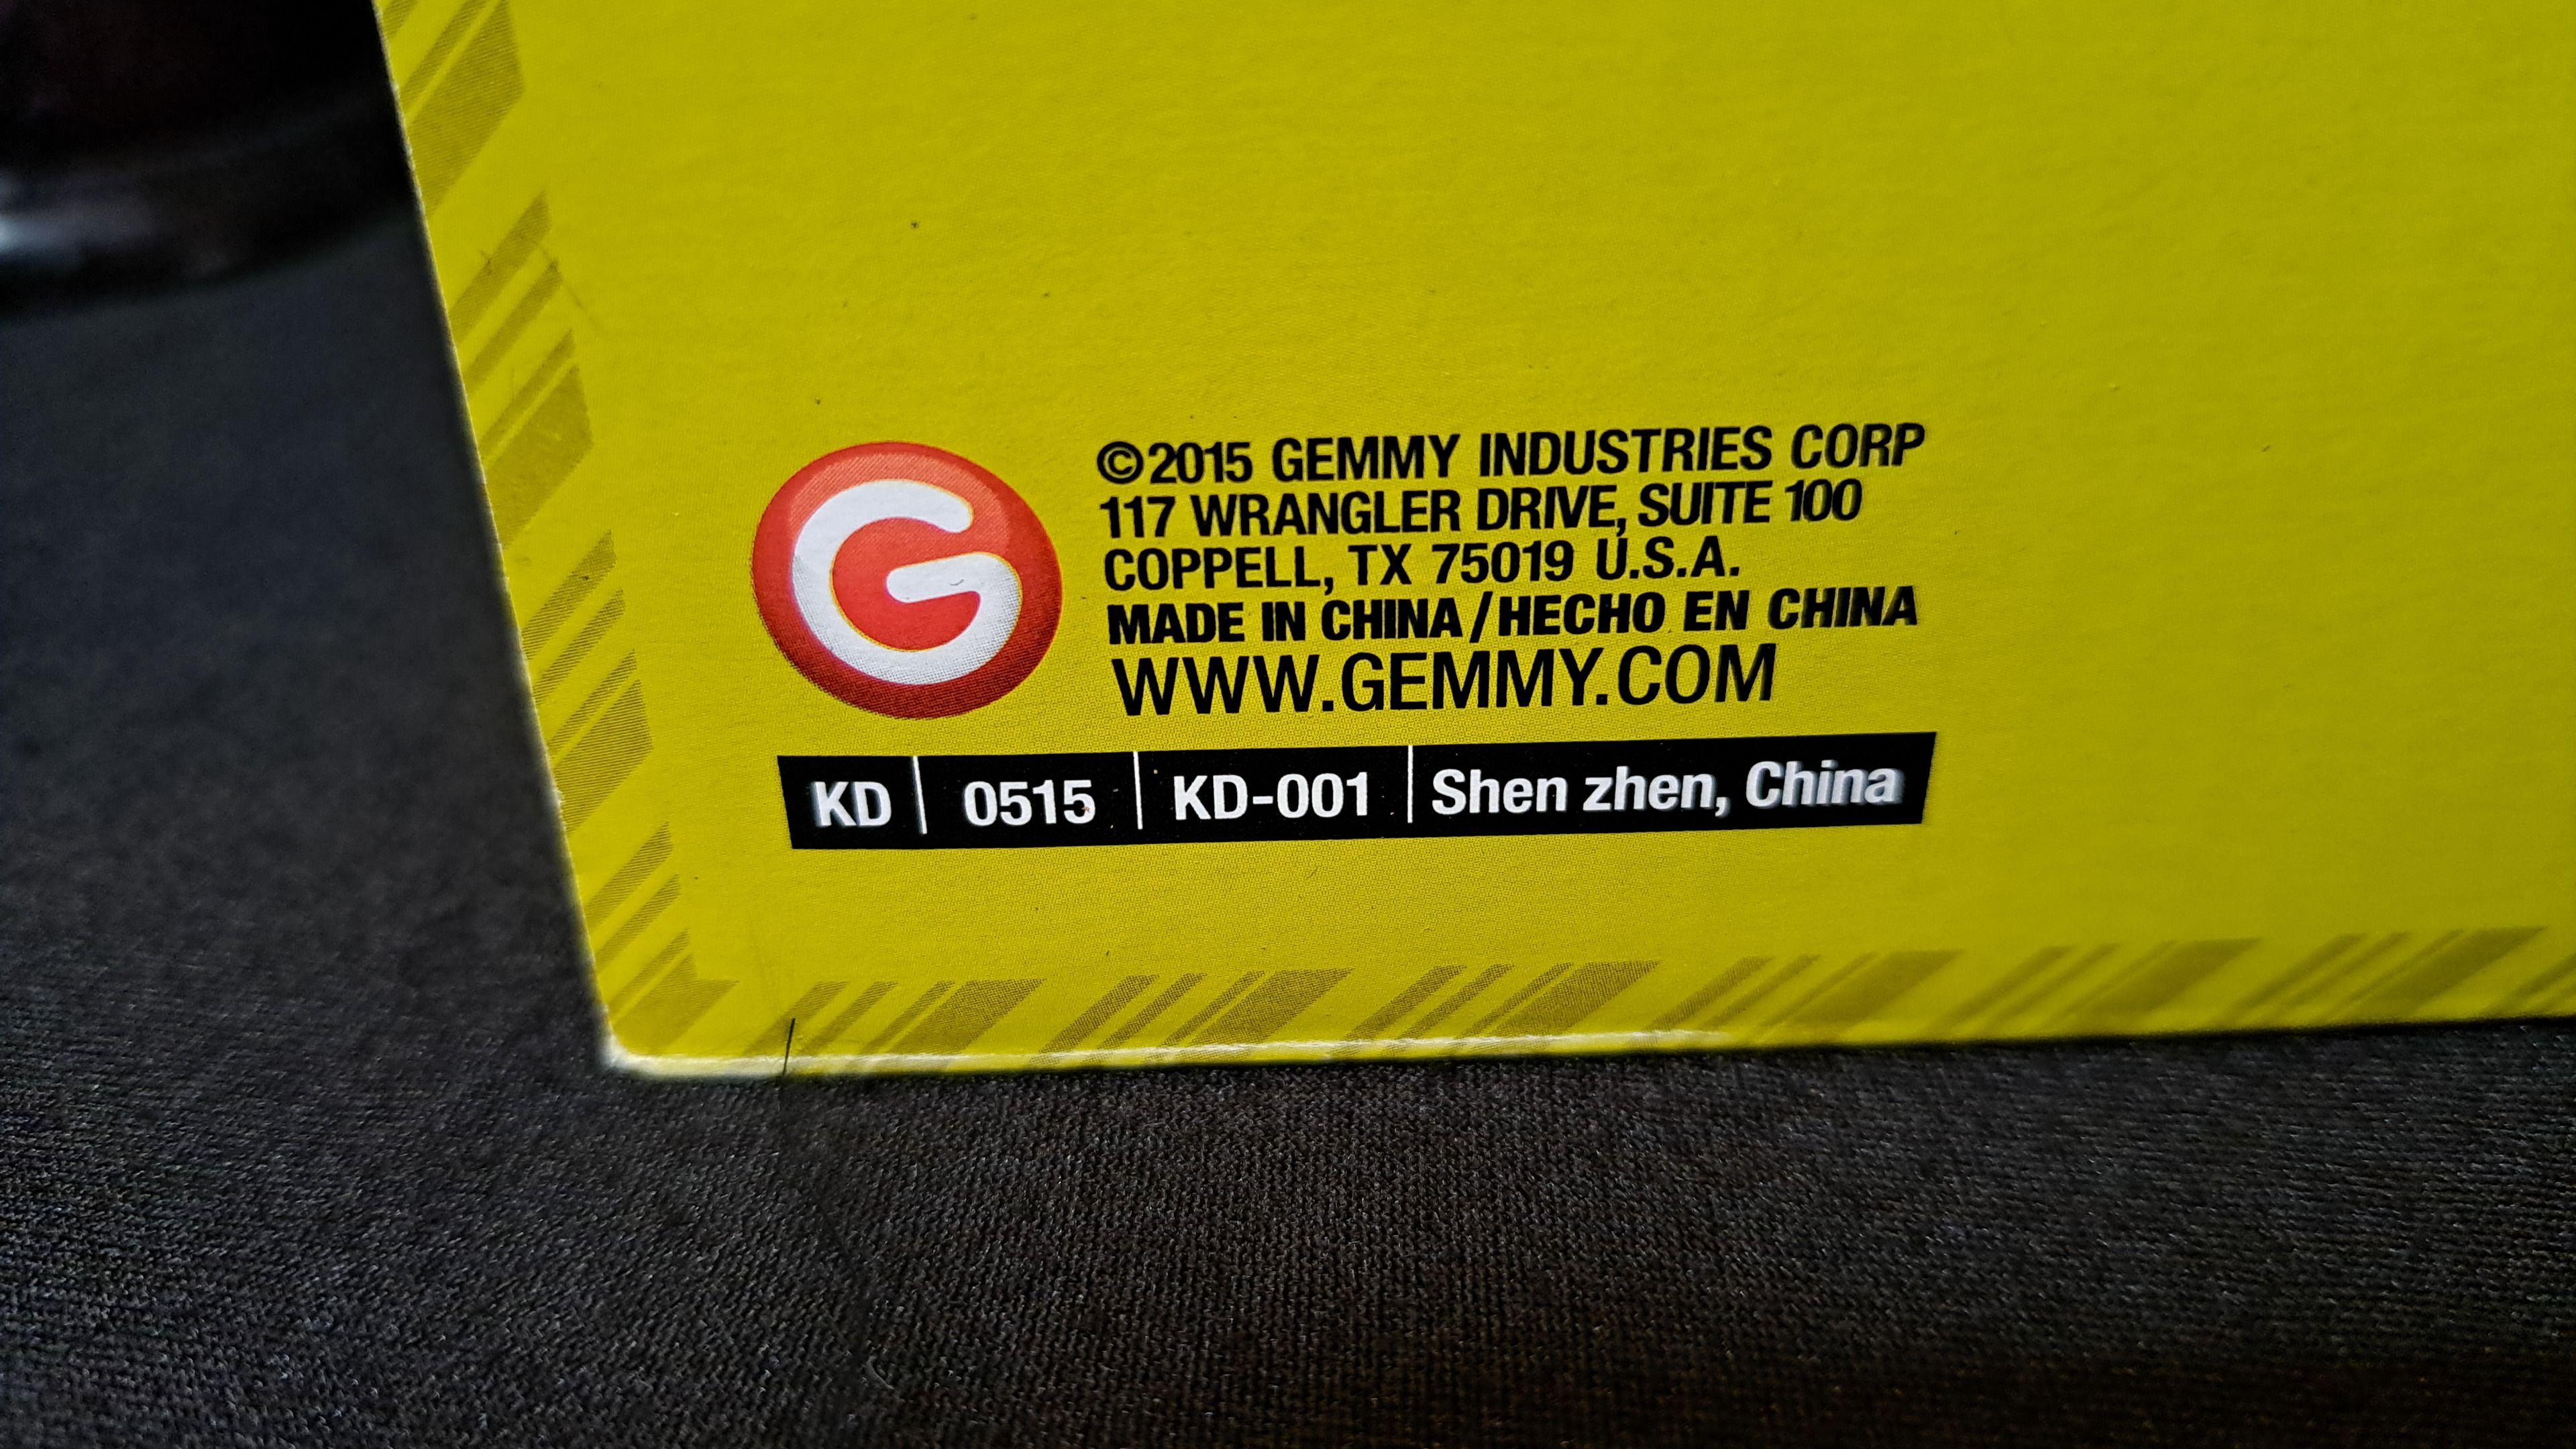 G
©2015 GEMMY INDUSTRIES CORP
117 WRANGLER DRIVE, SUITE 100
COPPELL, TX 75019 U.S.A.
MADE IN CHINA/HECHO EN CHINA
WWW.GEMMY.COM
KD 0515 KD-001 Shen zhen, China